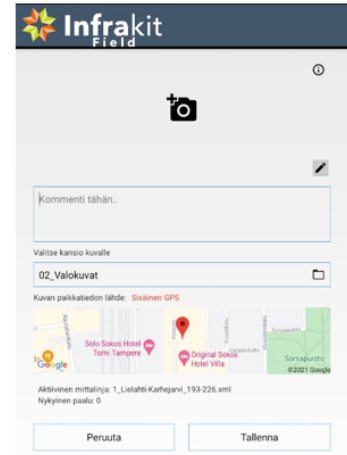 Infrakit
Field
Kommentti tähän..
Valitse kansio kuvalle
02_Valokuvat
Kuvan paikkatiedon lähde: Sisäinen GPS
Solo Sokos Hotel
Torni Tampere
Original Sokos
Hotel Villa
Sorsapuisto
Google
©2021 Google
Aktiivinen mittalinja: 1_Lielahti-Karhejarvi_193-226.xml
Nykyinen paalu: 0
Peruuta
Tallenna